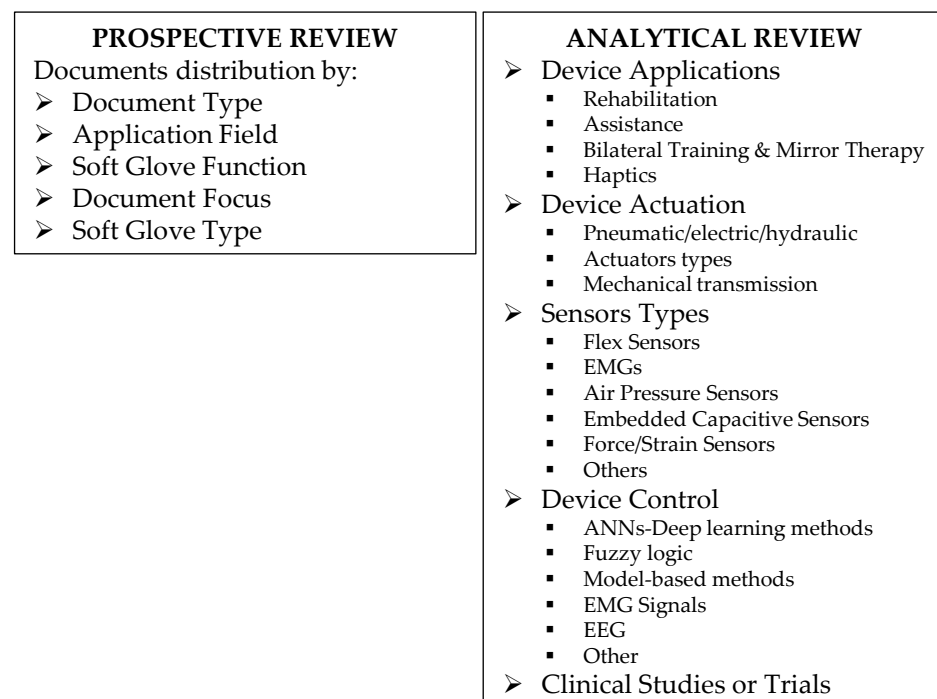 PROSPECTIVE REVIEW
Documents distribution by:
➢ Document Type
➢ Application Field
➢ Soft Glove Function
➢ Document Focus
➢ Soft Glove Type
ANALYTICAL REVIEW
➢ Device Applications
▪ Rehabilitation
▪ Assistance
▪ Bilateral Training & Mirror Therapy
▪ Haptics
➢ Device Actuation
▪ Pneumatic/electric/hydraulic
▪ Actuators types
▪ Mechanical transmission
➢ Sensors Types
▪ Flex Sensors
▪ EMGs
▪ Air Pressure Sensors
▪ Embedded Capacitive Sensors
▪ Force/Strain Sensors
▪ Others
➢ Device Control
▪ ANNs-Deep learning methods
▪ Fuzzy logic
▪ Model-based methods
▪ EMG Signals
▪ EEG
▪ Other
➢ Clinical Studies or Trials